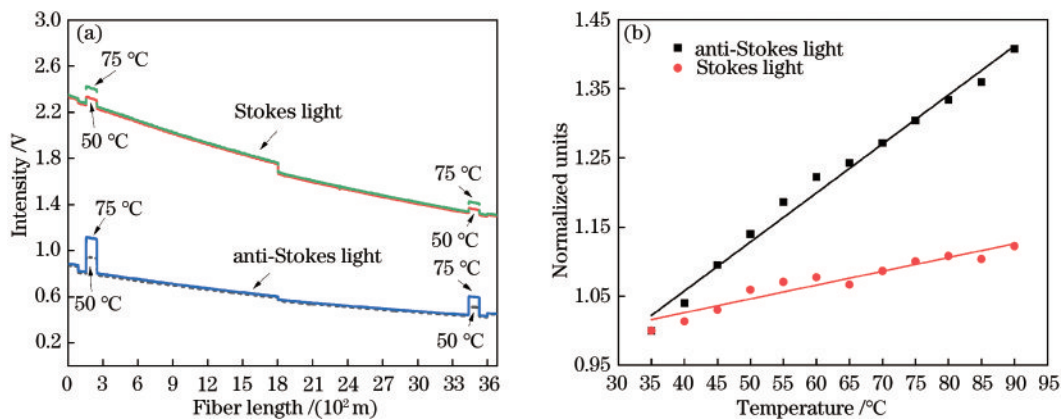 (a)
3.0
2.6
2.2
1.8
1.4
1.0
0.6
0.2
Intensity /V
75 ℃
50 ℃
Stokes light
75 ℃
50 ℃
75 ℃
50 ℃
anti-Stokes light
75 ℃
50 ℃
0 3 6 9 12 15 18 21 24 27 30 33 36
Fiber length /(10² m)
(b)
anti-Stokes light
Stokes light
1.45
1.35
1.25
1.15
1.05
0.95
Normalized units
30 35 40 45 50 55 60 65 70 75 80 85 90 95
Temperature /℃